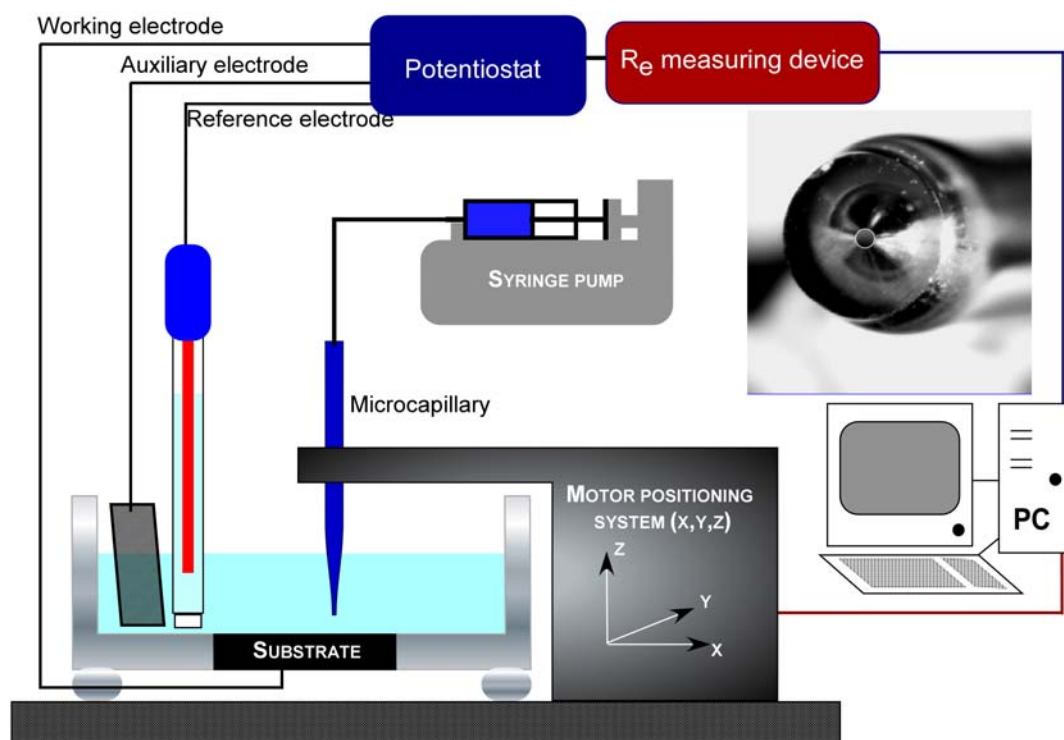 Working electrode
Auxiliary electrode
Reference electrode
Potentiostat
Re measuring device
SYRINGE PUMP
Microcapillary
MOTOR POSITIONING
SYSTEM (X,Y,Z)
Z
Y
X
PC
SUBSTRATE